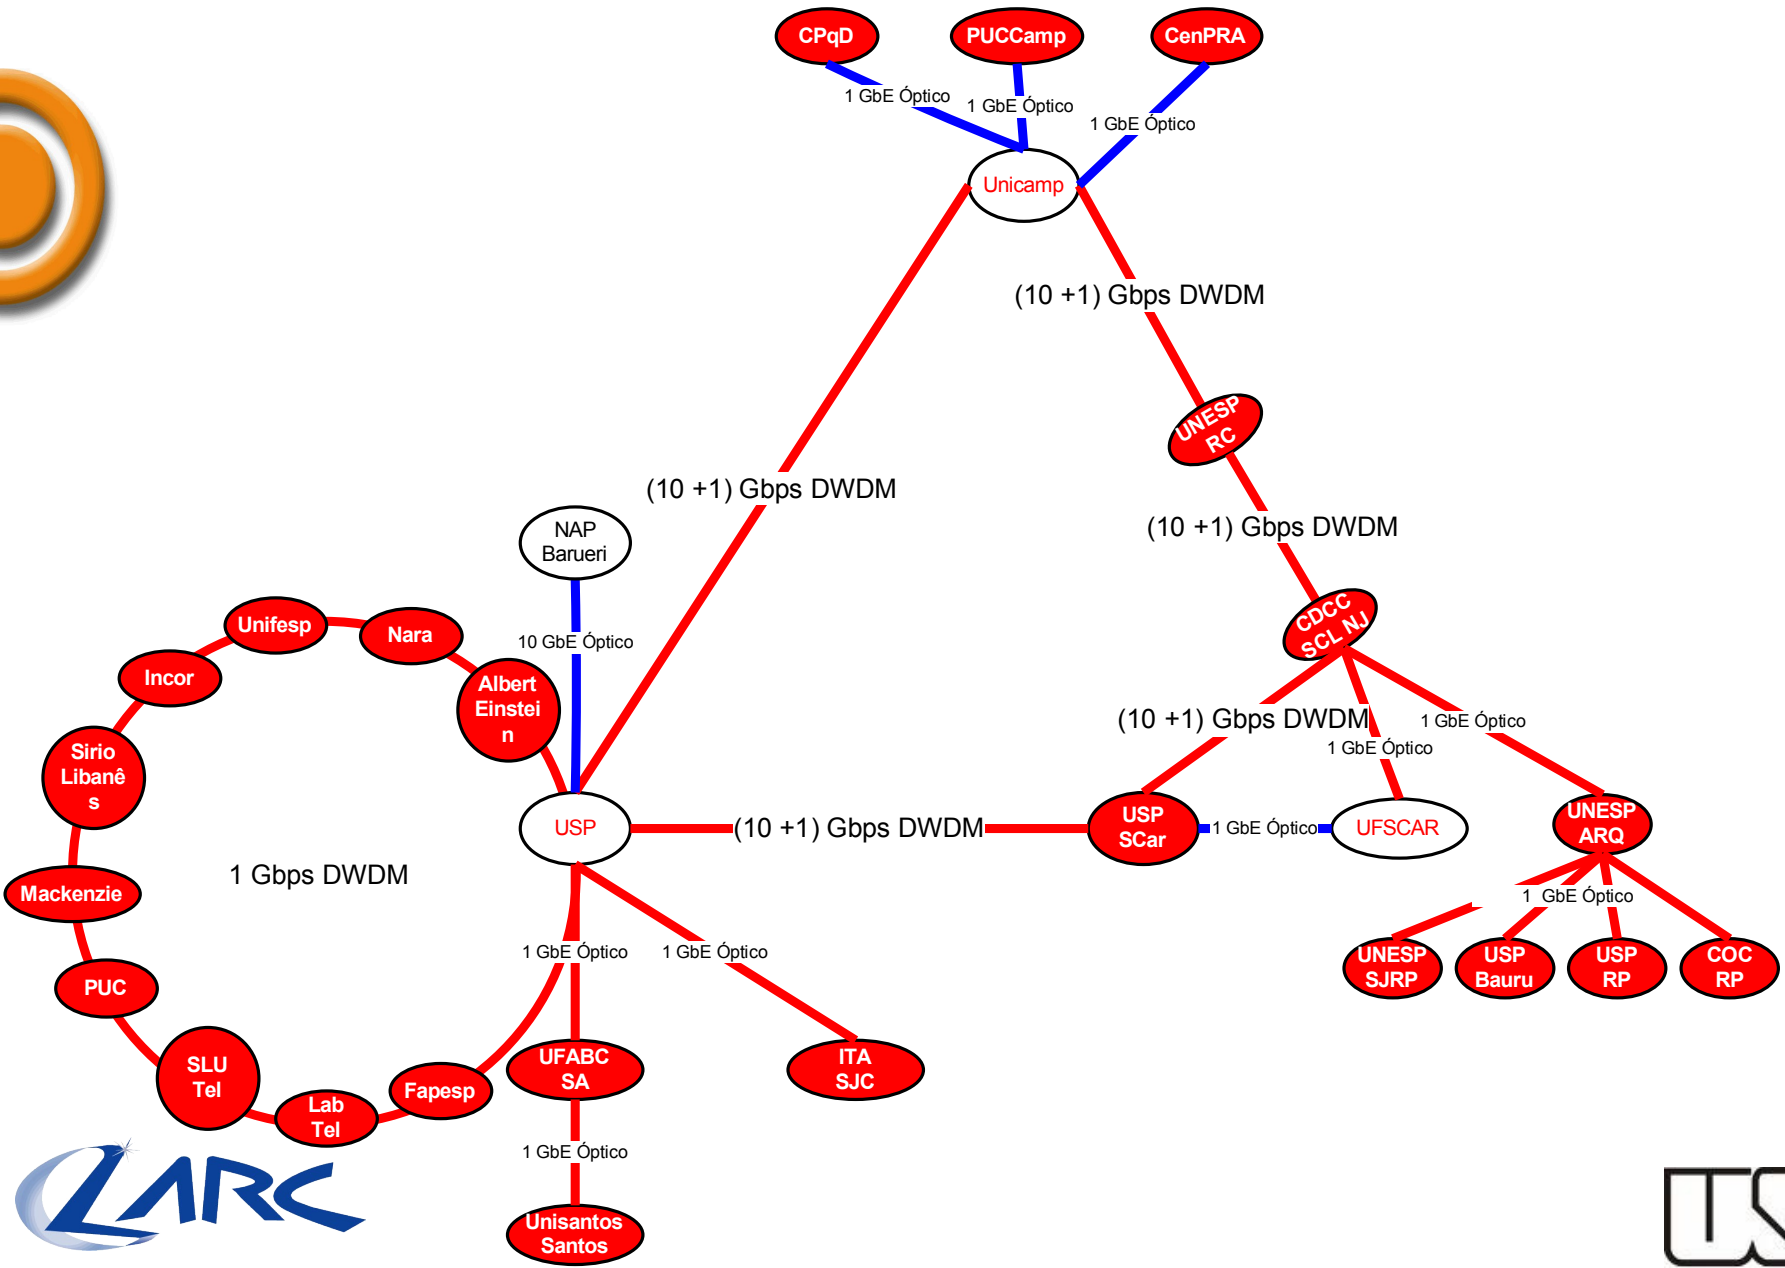 CPqD
PUCCamp
CenPRA
1 GbE Óptico
1 GbE Óptico
1 GbE Óptico
Unicamp
(10 +1) Gbps DWDM
UNESP
RC
(10 +1) Gbps DWDM
NAP
Barueri
(10 +1) Gbps DWDM
CDCC
SCL NJ
Unifesp
Nara
10 GbE Óptico
Incor
Albert
Einstei
n
(10 +1) Gbps DWDM
1 GbE Óptico
1 GbE Óptico
Sirio
Libanê
s
USP
(10 +1) Gbps DWDM
USP
SCar
1 GbE Óptico
UFSCAR
UNESP
ARQ
1 Gbps DWDM
Mackenzie
1 GbE Óptico
1 GbE Óptico
1 GbE Óptico
UNESP
SJRP
USP
Bauru
USP
RP
COC
RP
PUC
SLU
Tel
Lab
Tel
Fapesp
UFABC
SA
ITA
SJC
1 GbE Óptico
Unisantos
Santos
LARC
US